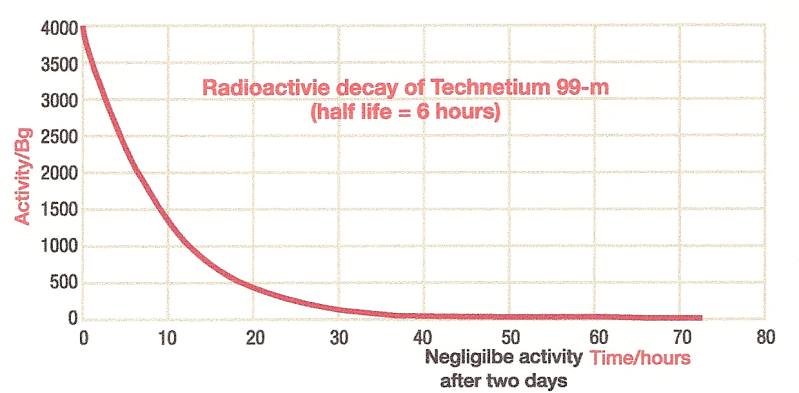 4000
3500
3000
2500
2000
1500
1000
500
0
Activity/Bg
Radioactivie decay of Technetium 99-m
(half life = 6 hours)
0 10 20 30 40 50 60 70 80
Negligilbe activity Time/hours
after two days